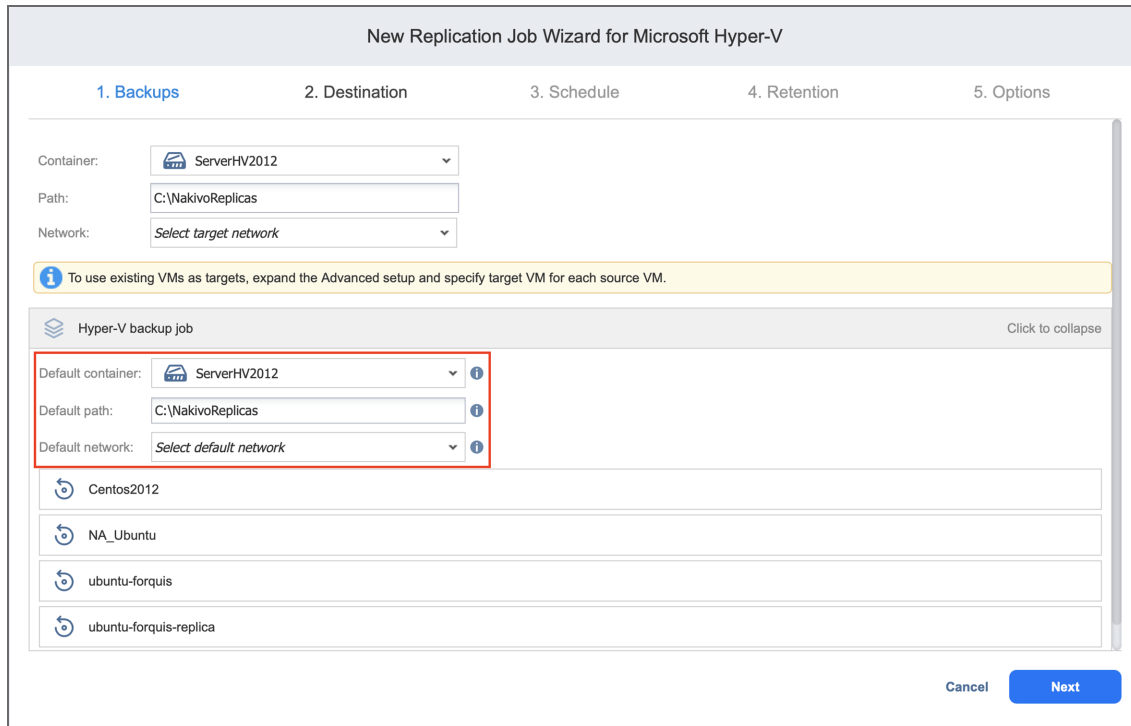 New Replication Job Wizard for Microsoft Hyper-V
1. Backups 2. Destination 3. Schedule 4. Retention 5. Options
Container: ServerHV2012
Path: C:\NakivoReplicas
Network: Select target network
To use existing VMs as targets, expand the Advanced setup and specify target VM for each source VM.
Hyper-V backup job Click to collapse
Default container: ServerHV2012
Default path: C:\NakivoReplicas
Default network: Select default network
Centos2012
NA_Ubuntu
ubuntu-forquis
ubuntu-forquis-replica
Cancel Next